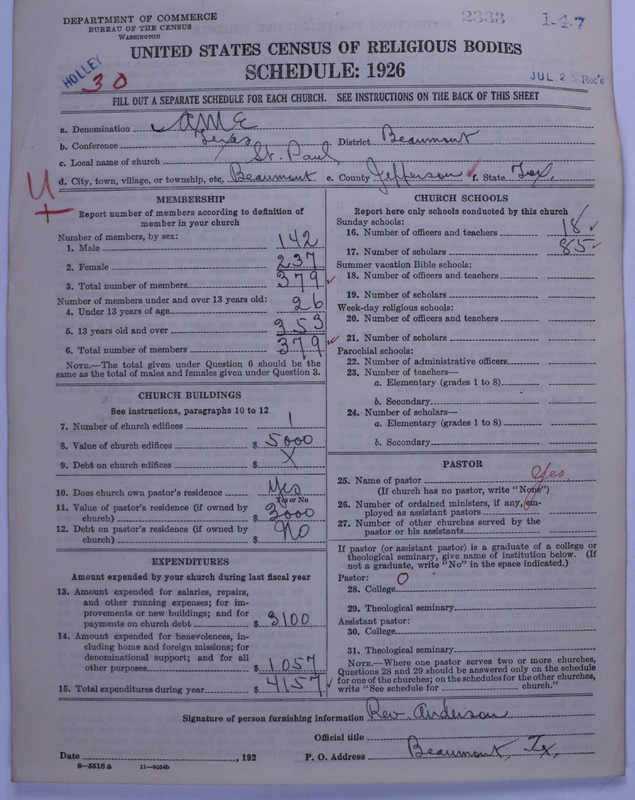 DEPARTMENT OF COMMERCE
BUREAU OF THE CENSUS
WASHINGTON
2333
1-4-7
UNITED STATES CENSUS OF RELIGIOUS BODIES
SCHEDULE: 1926
HOLLEY
30
JUL 25 Rec'd
FILL OUT A SEPARATE SCHEDULE FOR EACH CHURCH. SEE INSTRUCTIONS ON THE BACK OF THIS SHEET
a. Denomination AME
b. Conference Texas District Beaumont
c. Local name of church St. Paul
d. City, town, village, or township, etc. Beaumont e. County Jefferson f. State Tex.
U
MEMBERSHIP
Report number of members according to definition of
member in your church
Number of members, by sex:
1. Male 142
2. Female 237
3. Total number of members 379
Number of members under and over 13 years old:
4. Under 13 years of age 26
5. 13 years old and over 353
6. Total number of members 379
NOTE.—The total given under Question 6 should be the
same as the total of males and females given under Question 3.
CHURCH BUILDINGS
See instructions, paragraphs 10 to 12
7. Number of church edifices 1
8. Value of church edifices $ 5000
9. Debt on church edifices $ X
10. Does church own pastor's residence Yes
Yes or No
11. Value of pastor's residence (if owned by
church) $ 2000
12. Debt on pastor's residence (if owned by
church) $ No
EXPENDITURES
Amount expended by your church during last fiscal year
13. Amount expended for salaries, repairs,
and other running expenses; for im-
provements or new buildings; and for
payments on church debt $ 3100
14. Amount expended for benevolences, in-
cluding home and foreign missions; for
denominational support; and for all
other purposes $ 1057
15. Total expenditures during year $ 4157
CHURCH SCHOOLS
Report here only schools conducted by this church
Sunday schools:
16. Number of officers and teachers 18
17. Number of scholars 85
Summer vacation Bible schools:
18. Number of officers and teachers
19. Number of scholars
Week-day religious schools:
20. Number of officers and teachers
21. Number of scholars
Parochial schools:
22. Number of administrative officers
23. Number of teachers—
a. Elementary (grades 1 to 8)
b. Secondary
24. Number of scholars—
a. Elementary (grades 1 to 8)
b. Secondary
PASTOR
25. Name of pastor Yes
(If church has no pastor, write "None")
26. Number of ordained ministers, if any, em-
ployed as assistant pastors
27. Number of other churches served by the
pastor or his assistants
If pastor (or assistant pastor) is a graduate of a college or
theological seminary, give name of institution below. (If
not a graduate, write "No" in the space indicated.)
Pastor: O
28. College
29. Theological seminary
Assistant pastor:
30. College
31. Theological seminary
NOTE.—Where one pastor serves two or more churches,
Questions 28 and 29 should be answered only on the schedule
for one of the churches; on the schedules for the other churches,
write "See schedule for church."
Signature of person furnishing information Rev. Anderson
Official title
Date , 192 P. O. Address Beaumont, Tx.
8—5518 a 11—9054b